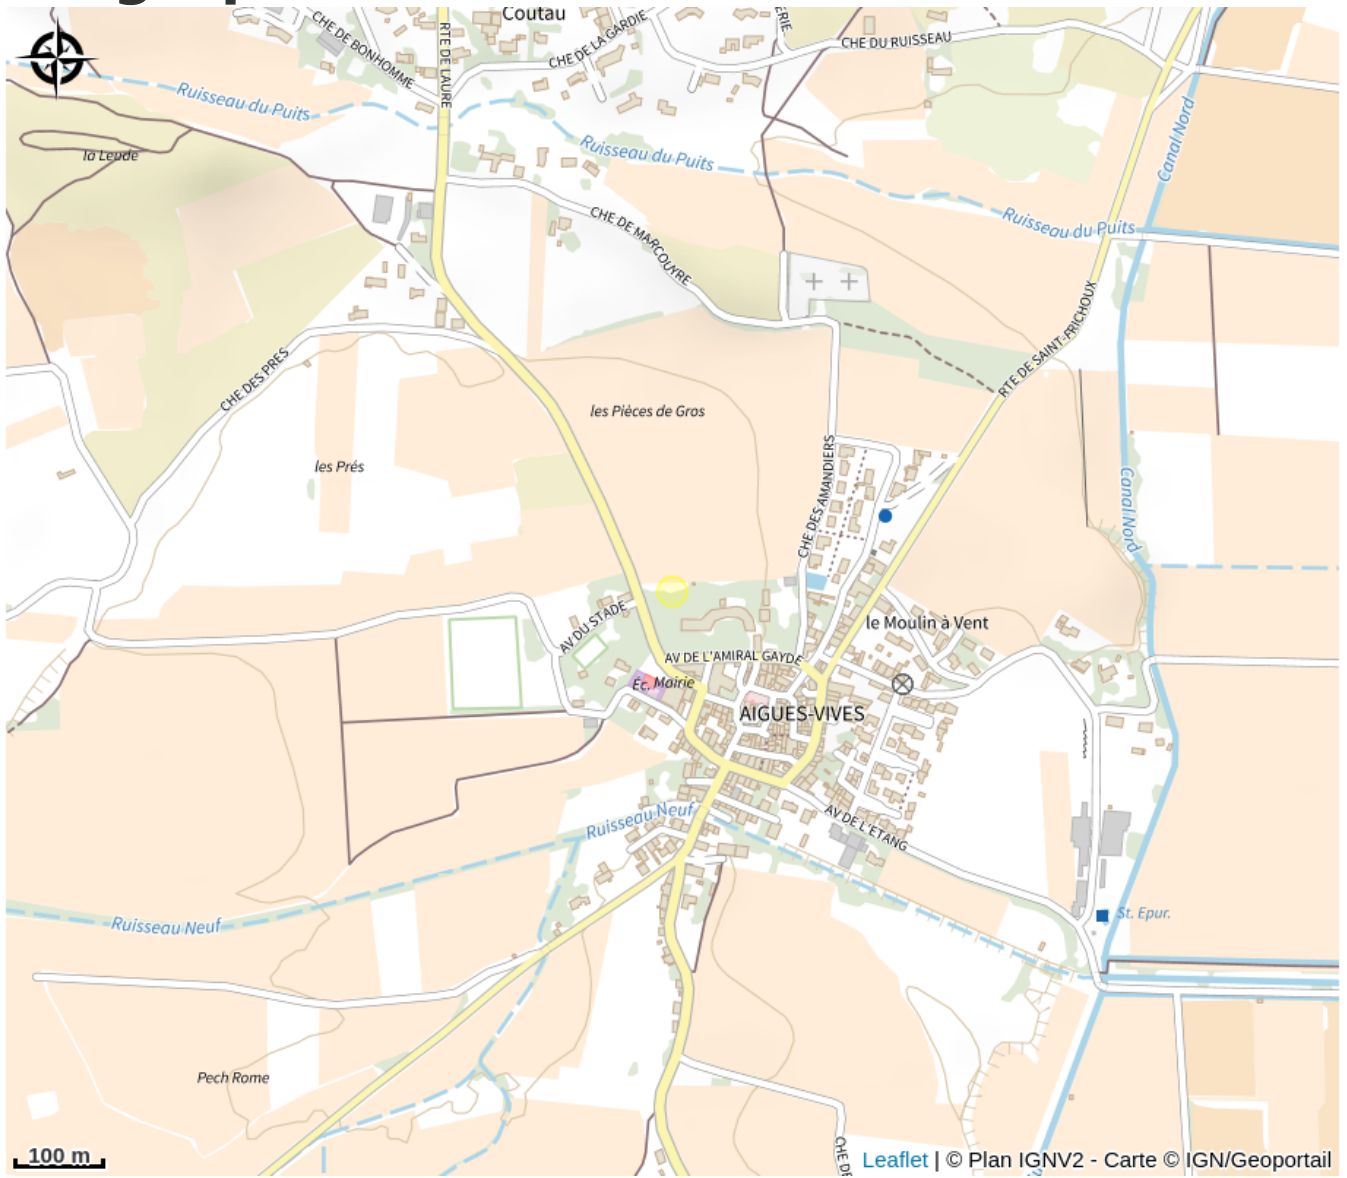 Coutau
CHE DE BONHOMME
RTE DE LAURE
CHE DE LA GARDIE
ERIE
CHE DU RUISSEAU
Ruisseau du Puits
Canal Nord
la Leude
Ruisseau du Puits
Ruisseau du Puits
CHE DE MARCOUYRE
RTE DE SAINT-FRICHOUX
CHE DES PRES
les Pièces de Gros
les Prés
CHE DES AMANDIERS
Canal Nord
AV DU STADE
le Moulin à Vent
AV DE L'AMIRAL GAYDE
Éc. Mairie
AIGUES-VIVES
Ruisseau Neuf
AV DE L'ETANG
Ruisseau Neuf
St. Epur.
Pech Rome
CHE DE
100 m
Leaflet | © Plan IGNV2 - Carte © IGN/Geoportail